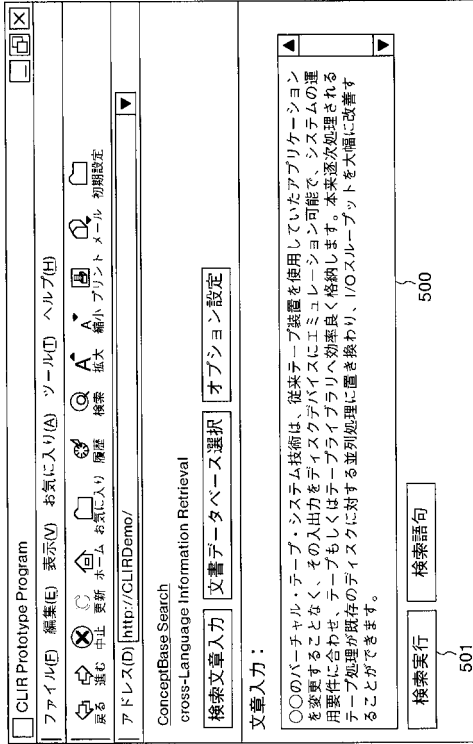 CLIR Prototype Program
ファイル(F) 編集(E) 表示(V) お気に入り(A) ツール(T) ヘルプ(H)
戻る 進む 中止 更新 ホーム お気に入り 履歴 検索 拡大 縮小 プリント メール 初期設定
アドレス(D) http://CLIRDemo/
ConceptBase Search
cross-Language Information Retrieval
検索文章入力 文書データベース選択 オプション設定
文章入力:
○○のバーチャル・テープ・システム技術は、従来テープ装置を使用していたアプリケーション
を変更することなく、その入出力をディスクデバイスにエミュレーション可能で、システムの運
用要件に合わせ、テープもしくはテープライブラリへ効率良く格納します。本来逐次処理される
テープ処理が既存のディスクに対する並列処理に置き換わり、I/Oスループットを大幅に改善す
ることができます。
500
検索実行 検索語句
501